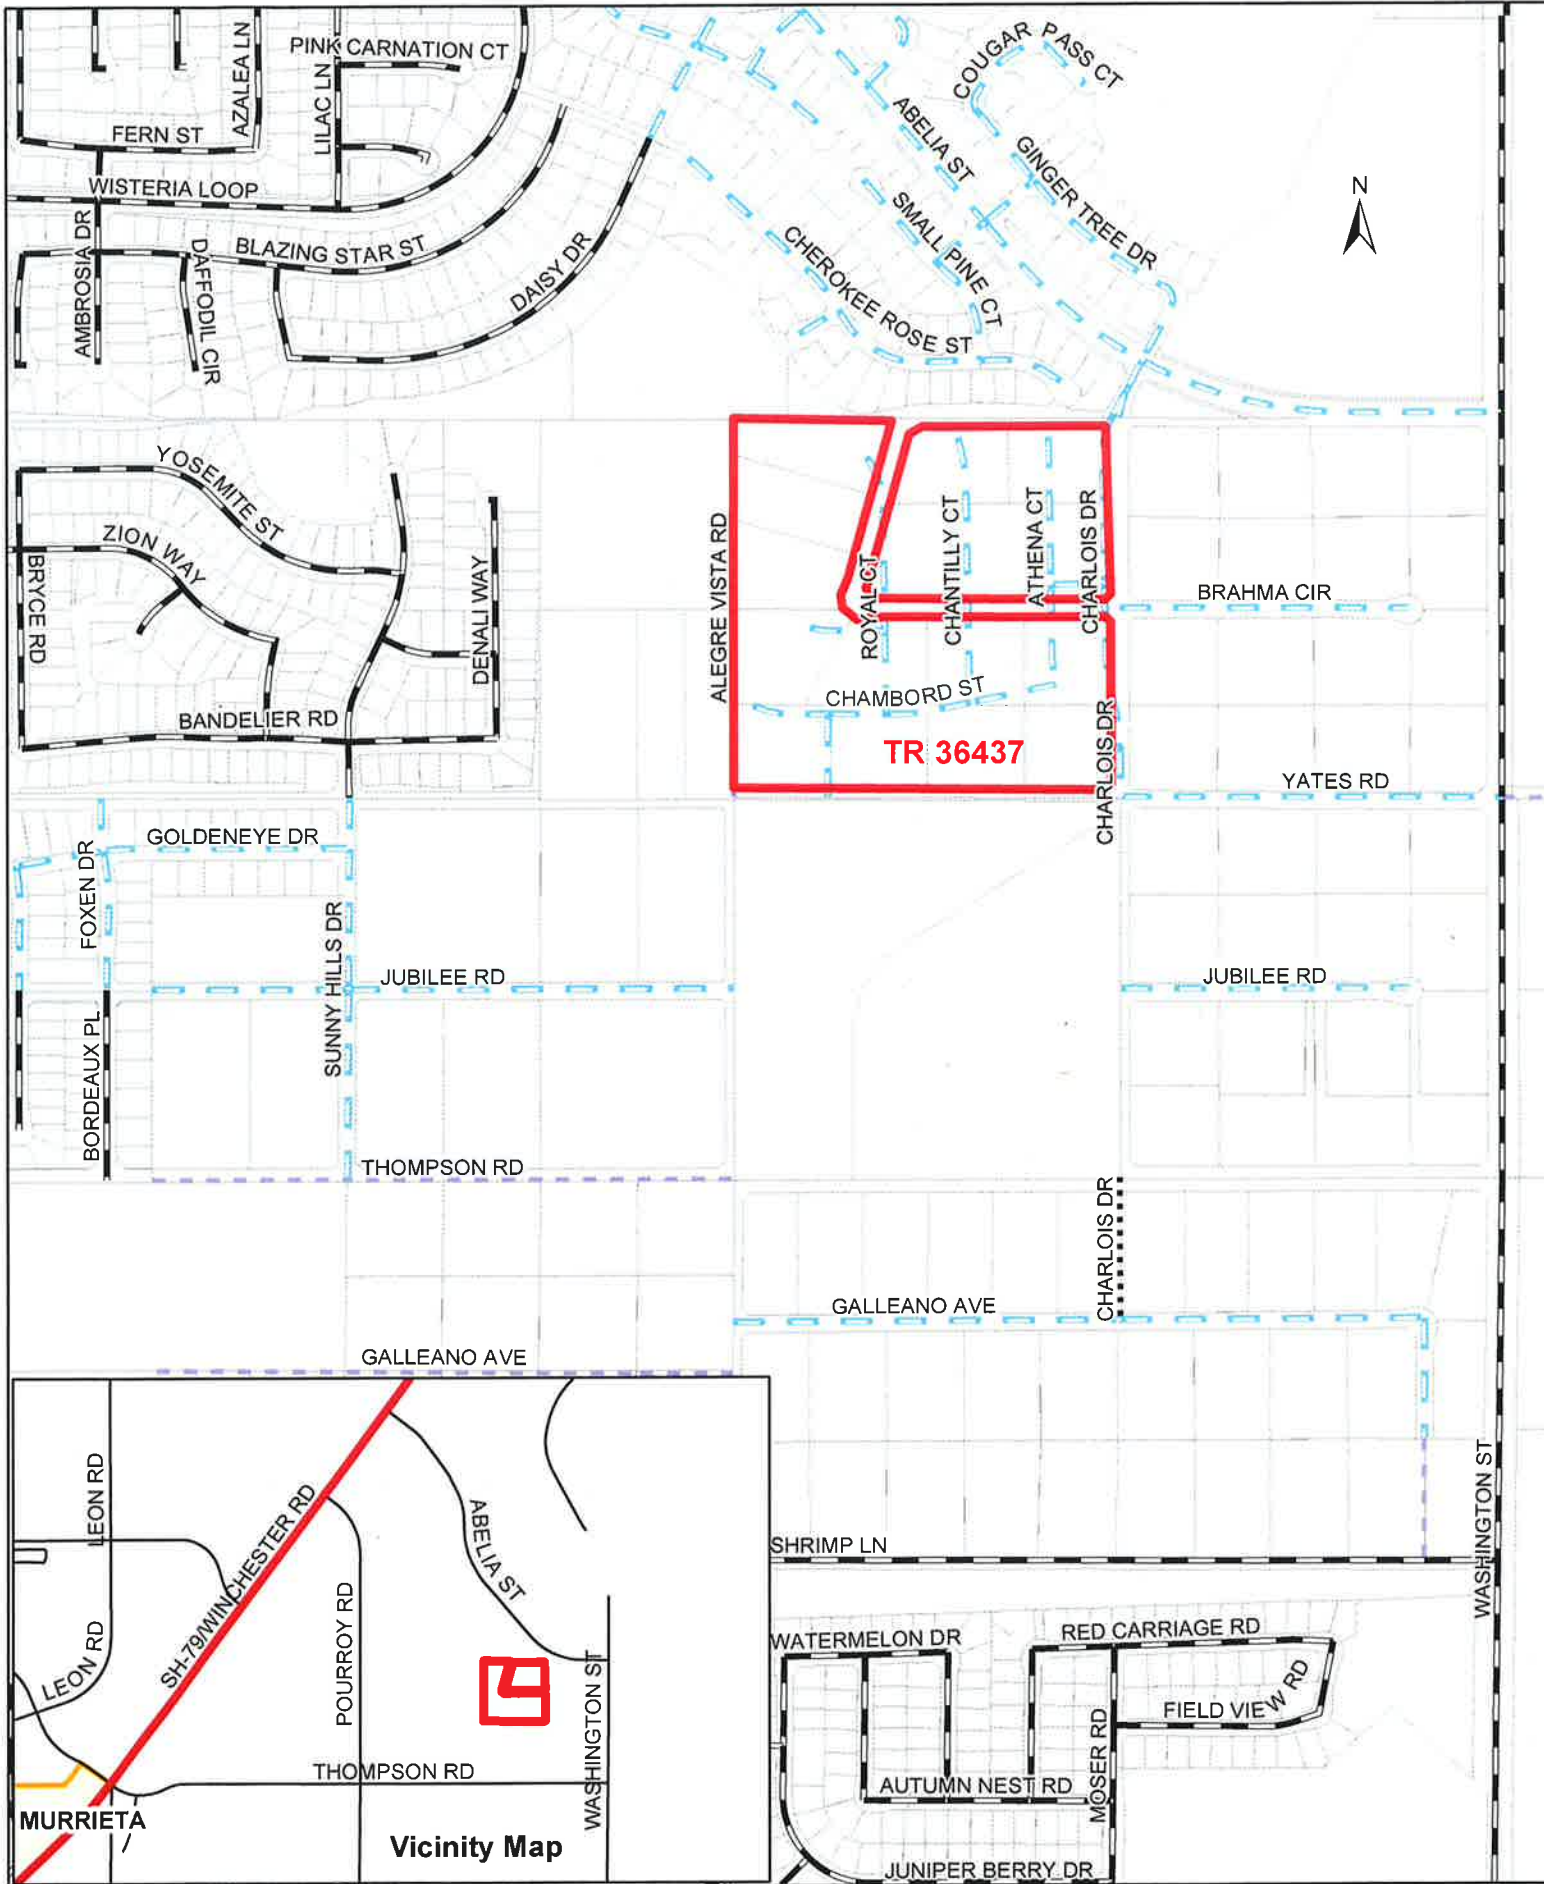 PINK CARNATION CT
AZALEA LN
LILAC LN
FERN ST
WISTERIA LOOP
AMBROSIA DR
DAFFODIL CIR
BLAZING STAR ST
DAISY DR
COUGAR PASS CT
ABELIA ST
GINGER TREE DR
SMALL PINE CT
CHEROKEE ROSE ST
N
YOSEMITE ST
ZION WAY
BRYCE RD
DENALI WAY
BANDELIER RD
ALEGRE VISTA RD
ROYAL CT
CHANTILLY CT
ATHENA CT
CHARLOIS DR
BRAHMA CIR
CHAMBORD ST
TR 36437
CHARLOIS DR
YATES RD
GOLDENEYE DR
FOXEN DR
SUNNY HILLS DR
JUBILEE RD
JUBILEE RD
BORDEAUX PL
THOMPSON RD
CHARLOIS DR
GALLEANO AVE
GALLEANO AVE
WASHINGTON ST
SHRIMP LN
WATERMELON DR
RED CARRIAGE RD
FIELD VIEW RD
MOSER RD
AUTUMN NEST RD
JUNIPER BERRY DR
LEON RD
SH-79/WINCHESTER RD
ABELIA ST
POURROY RD
LEON RD
WASHINGTON ST
THOMPSON RD
MURRIETA
Vicinity Map